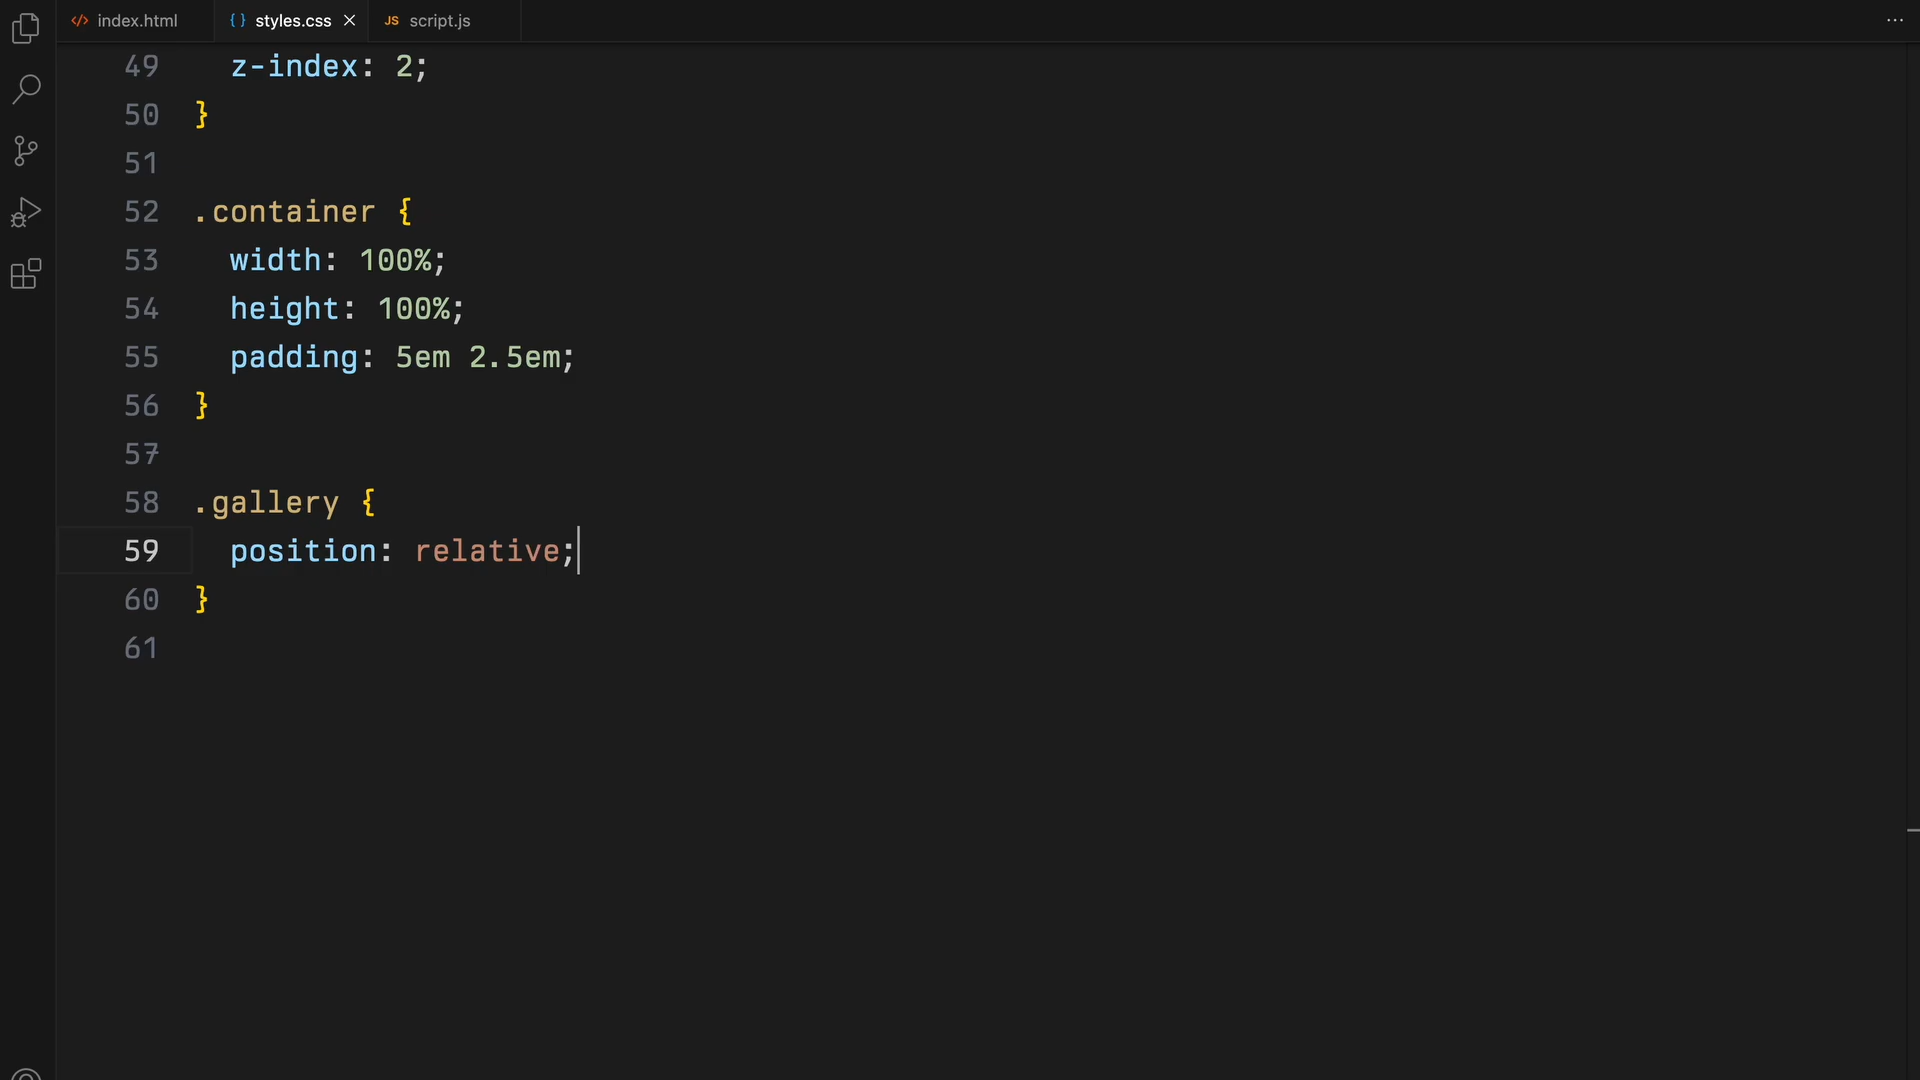 </> index.html {} styles.css × JS script.js ...
49 z-index: 2;
50 }
51
52 .container {
53 width: 100%;
54 height: 100%;
55 padding: 5em 2.5em;
56 }
57
58 .gallery {
59 position: relative;
60 }
61